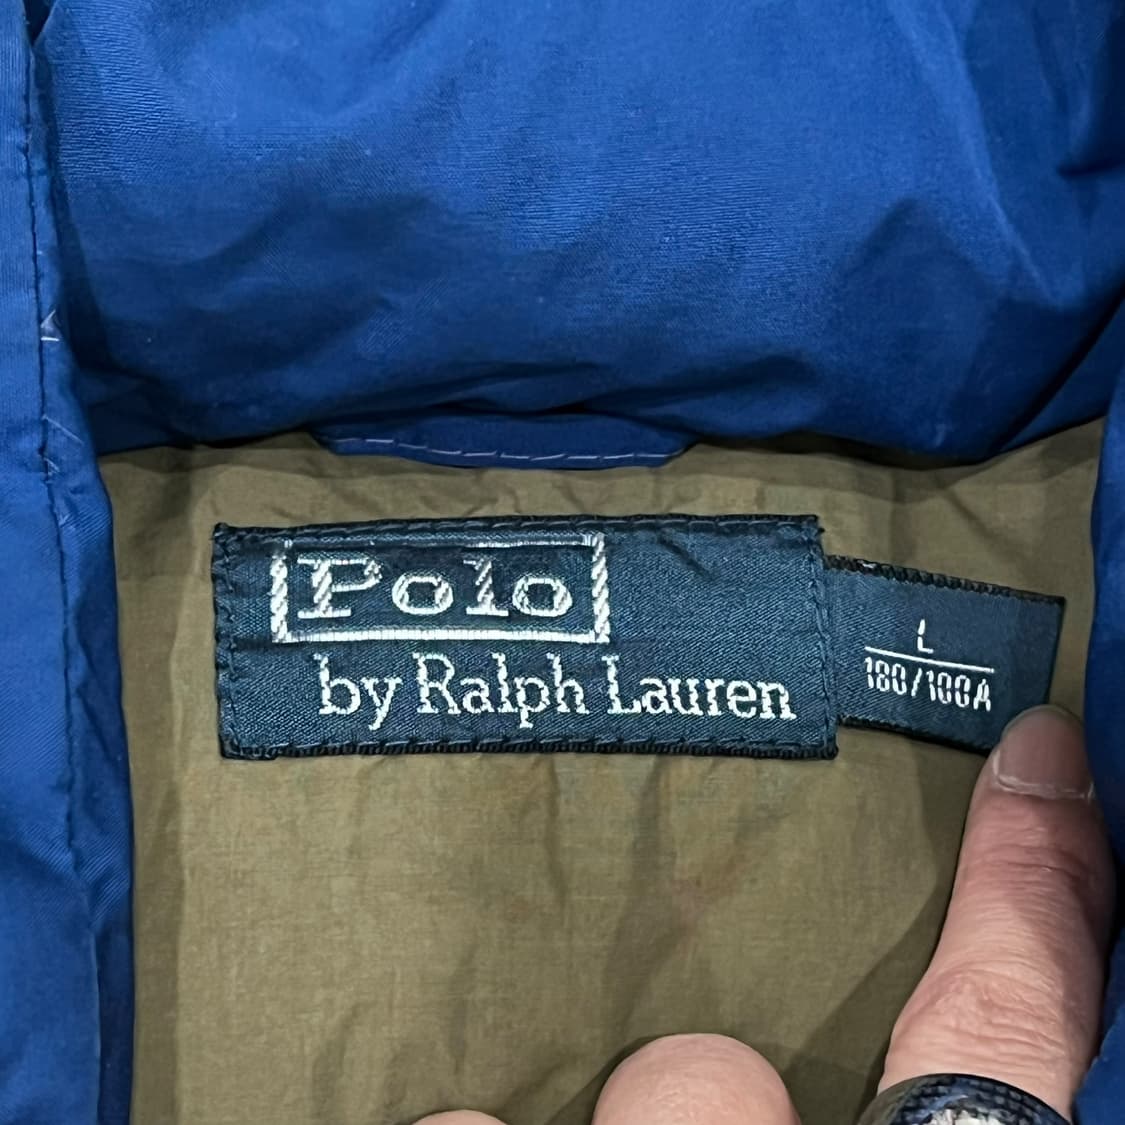 Polo
by Ralph Lauren
L
180/100A